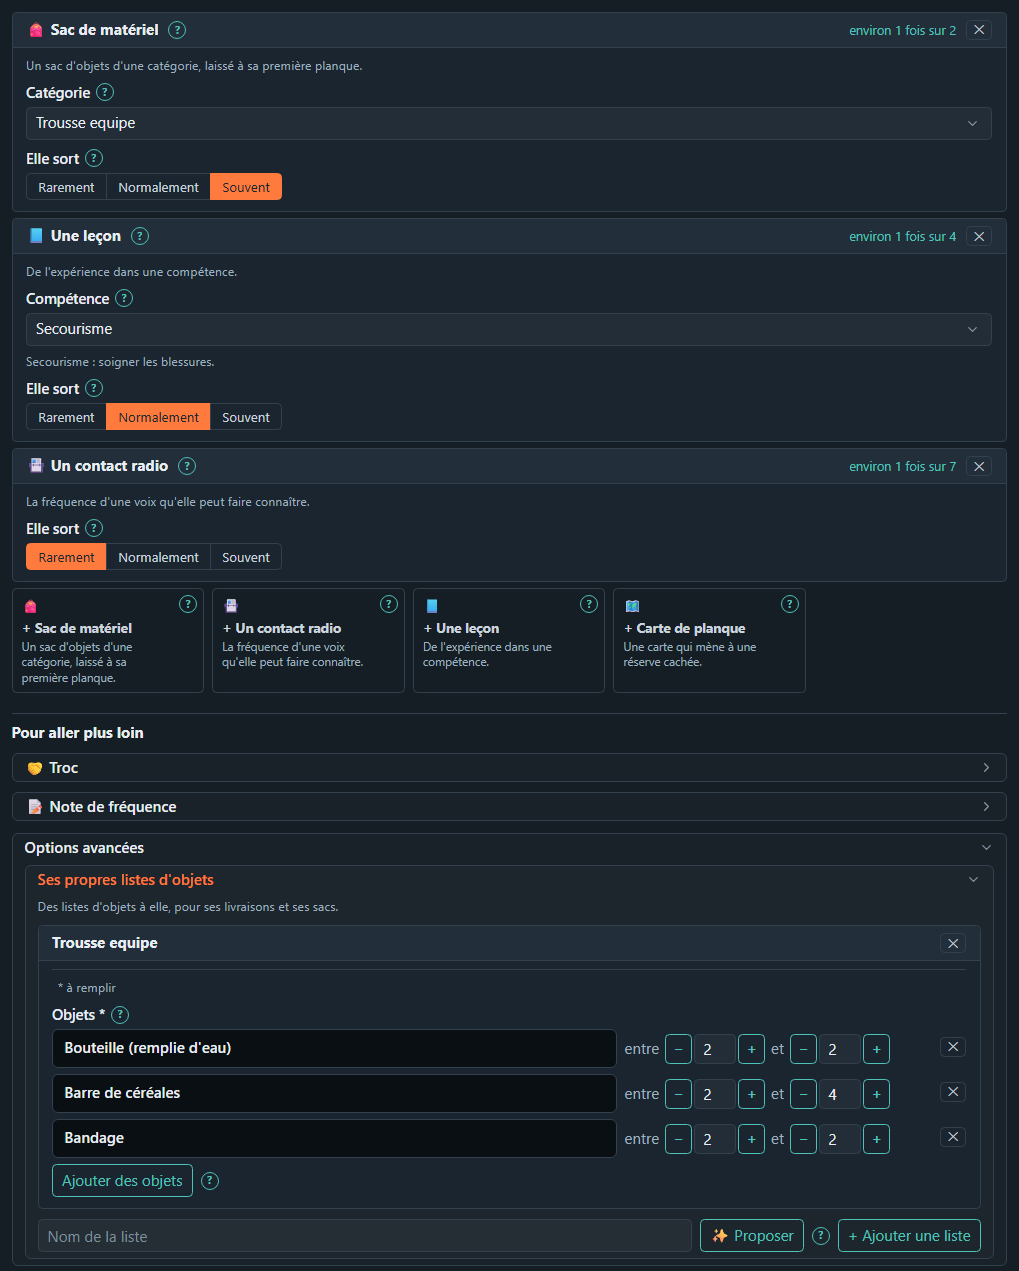 Sac de matériel ?
environ 1 fois sur 2
Un sac d'objets d'une catégorie, laissé à sa première planque.
Catégorie ?
Trousse equipe
Elle sort ?
Rarement Normalement Souvent
Une leçon ?
environ 1 fois sur 4
De l'expérience dans une compétence.
Compétence ?
Secourisme
Secourisme : soigner les blessures.
Elle sort ?
Rarement Normalement Souvent
Un contact radio ?
environ 1 fois sur 7
La fréquence d'une voix qu'elle peut faire connaître.
Elle sort ?
Rarement Normalement Souvent
?
+ Sac de matériel
Un sac d'objets d'une
catégorie, laissé à sa
première planque.
?
+ Un contact radio
La fréquence d'une voix
qu'elle peut faire connaître.
?
+ Une leçon
De l'expérience dans une
compétence.
?
+ Carte de planque
Une carte qui mène à une
réserve cachée.
Pour aller plus loin
Troc
Note de fréquence
Options avancées
Ses propres listes d'objets
Des listes d'objets à elle, pour ses livraisons et ses sacs.
Trousse equipe
* à remplir
Objets * ?
Bouteille (remplie d'eau) entre − 2 + et − 2 +
Barre de céréales entre − 2 + et − 4 +
Bandage entre − 2 + et − 2 +
Ajouter des objets ?
Nom de la liste Proposer ? + Ajouter une liste